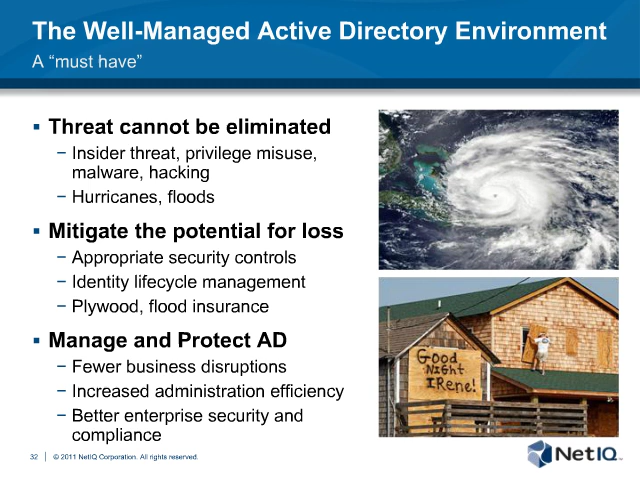 The Well-Managed Active Directory Environment
A “must have”
▪ Threat cannot be eliminated
− Insider threat, privilege misuse,
malware, hacking
− Hurricanes, floods
▪ Mitigate the potential for loss
− Appropriate security controls
− Identity lifecycle management
− Plywood, flood insurance
▪ Manage and Protect AD
− Fewer business disruptions
− Increased administration efficiency
− Better enterprise security and
compliance
GOOD
NIGHT
IRene!
32 | © 2011 NetIQ Corporation. All rights reserved.
NetIQ